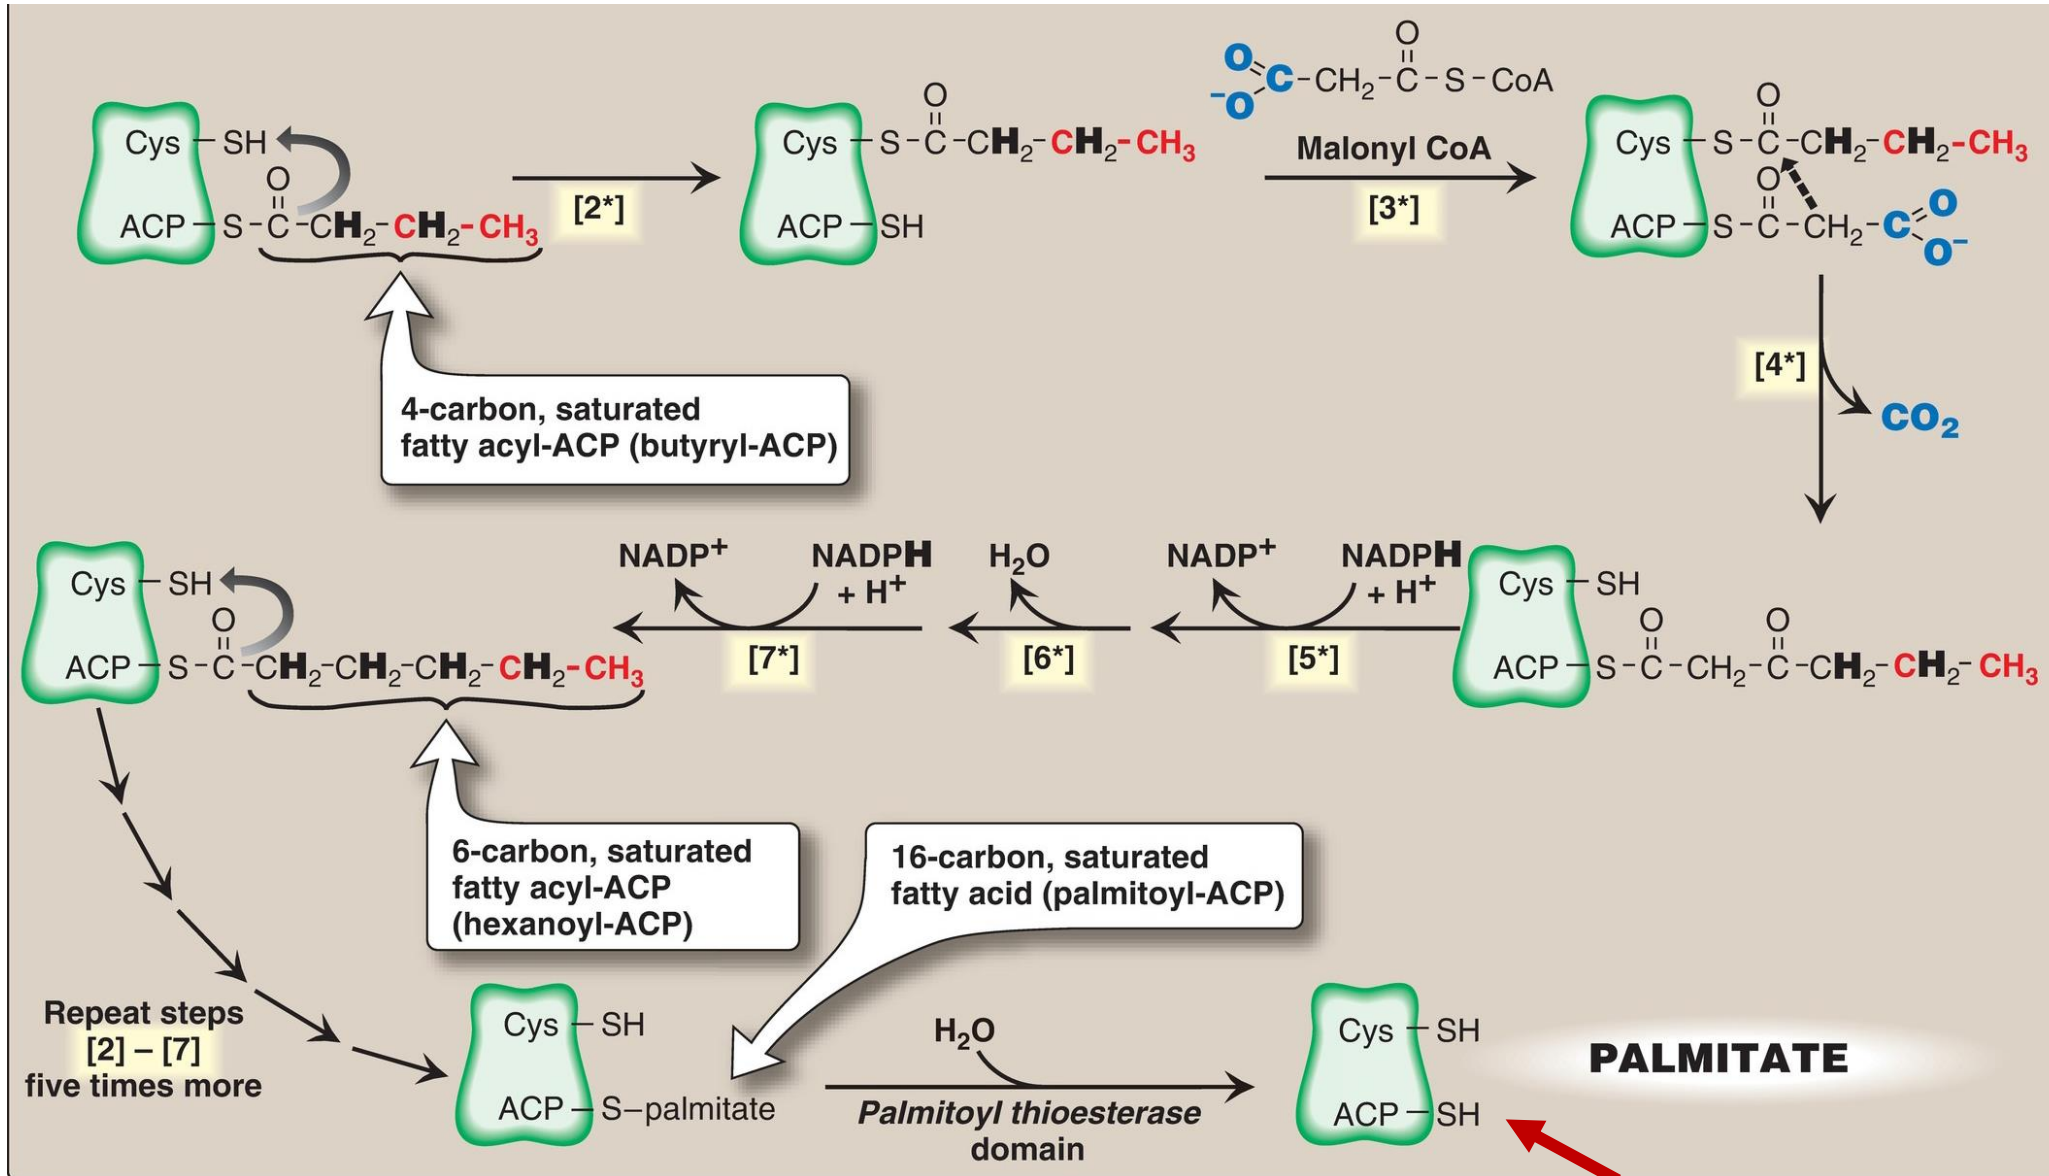 Cys – SH
O
ACP – S – C – CH₂ – CH₂ – CH₃
4-carbon, saturated
fatty acyl-ACP (butyryl-ACP)
[2*]
O
Cys – S – C – CH₂ – CH₂ – CH₃
ACP – SH
O
O
C – CH₂ – C – S – CoA
⁻O
Malonyl CoA
[3*]
O
Cys – S – C – CH₂ – CH₂ – CH₃
O
O
ACP – S – C – CH₂ – C
O⁻
[4*]
CO₂
Cys – SH
O O
ACP – S – C – CH₂ – C – CH₂ – CH₂ – CH₃
NADPH
+ H⁺
NADP⁺
[5*]
H₂O
[6*]
NADPH
+ H⁺
NADP⁺
[7*]
Cys – SH
O
ACP – S – C – CH₂ – CH₂ – CH₂ – CH₂ – CH₃
6-carbon, saturated
fatty acyl-ACP
(hexanoyl-ACP)
Repeat steps
[2] – [7]
five times more
16-carbon, saturated
fatty acid (palmitoyl-ACP)
Cys – SH
ACP – S–palmitate
H₂O
Palmitoyl thioesterase
domain
Cys – SH
ACP – SH
PALMITATE